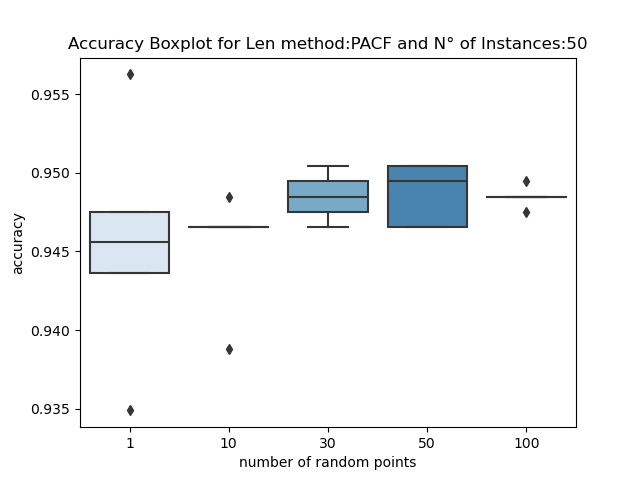 Accuracy Boxplot for Len method:PACF and N° of Instances:50
0.955
0.950
0.945
0.940
0.935
accuracy
1 10 30 50 100
number of random points